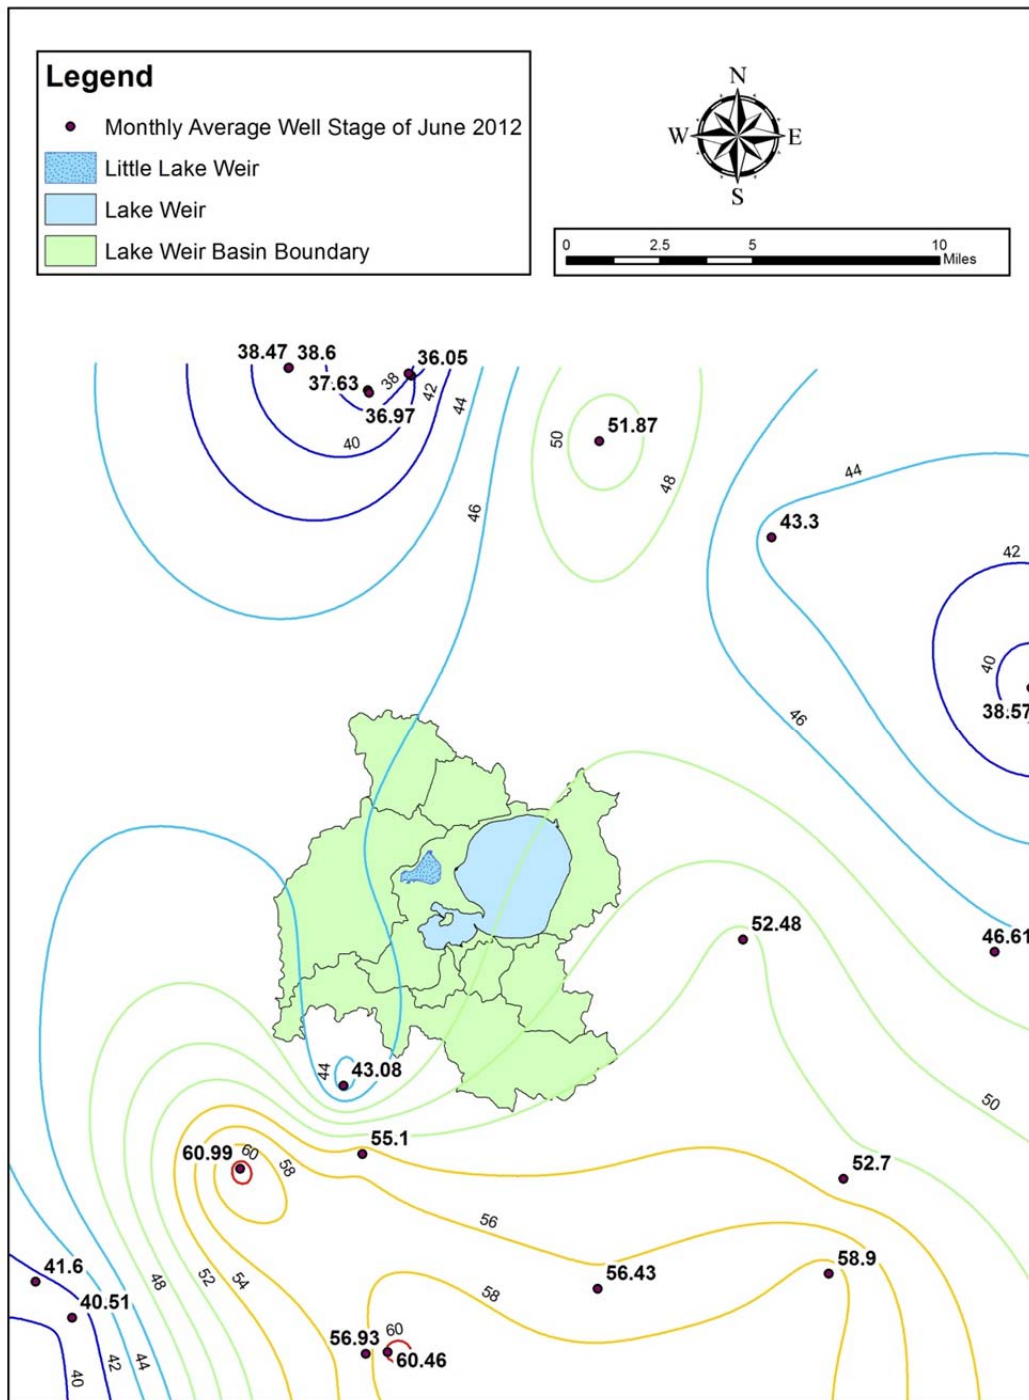 Legend
Monthly Average Well Stage of June 2012
Little Lake Weir
Lake Weir
Lake Weir Basin Boundary
N
W E
S
0 2.5 5 10
Miles
38.47 38.6 36.05
37.63 38 42
36.97 44
40
51.87
50
48
46
44
43.3
42
40
38.57
46
52.48
46.61
44 43.08
50
55.1
60.99 60 58
52.7
56
41.6
48 52 54
56.43
58.9
58
40.51
60
56.93
60.46
42 44
40